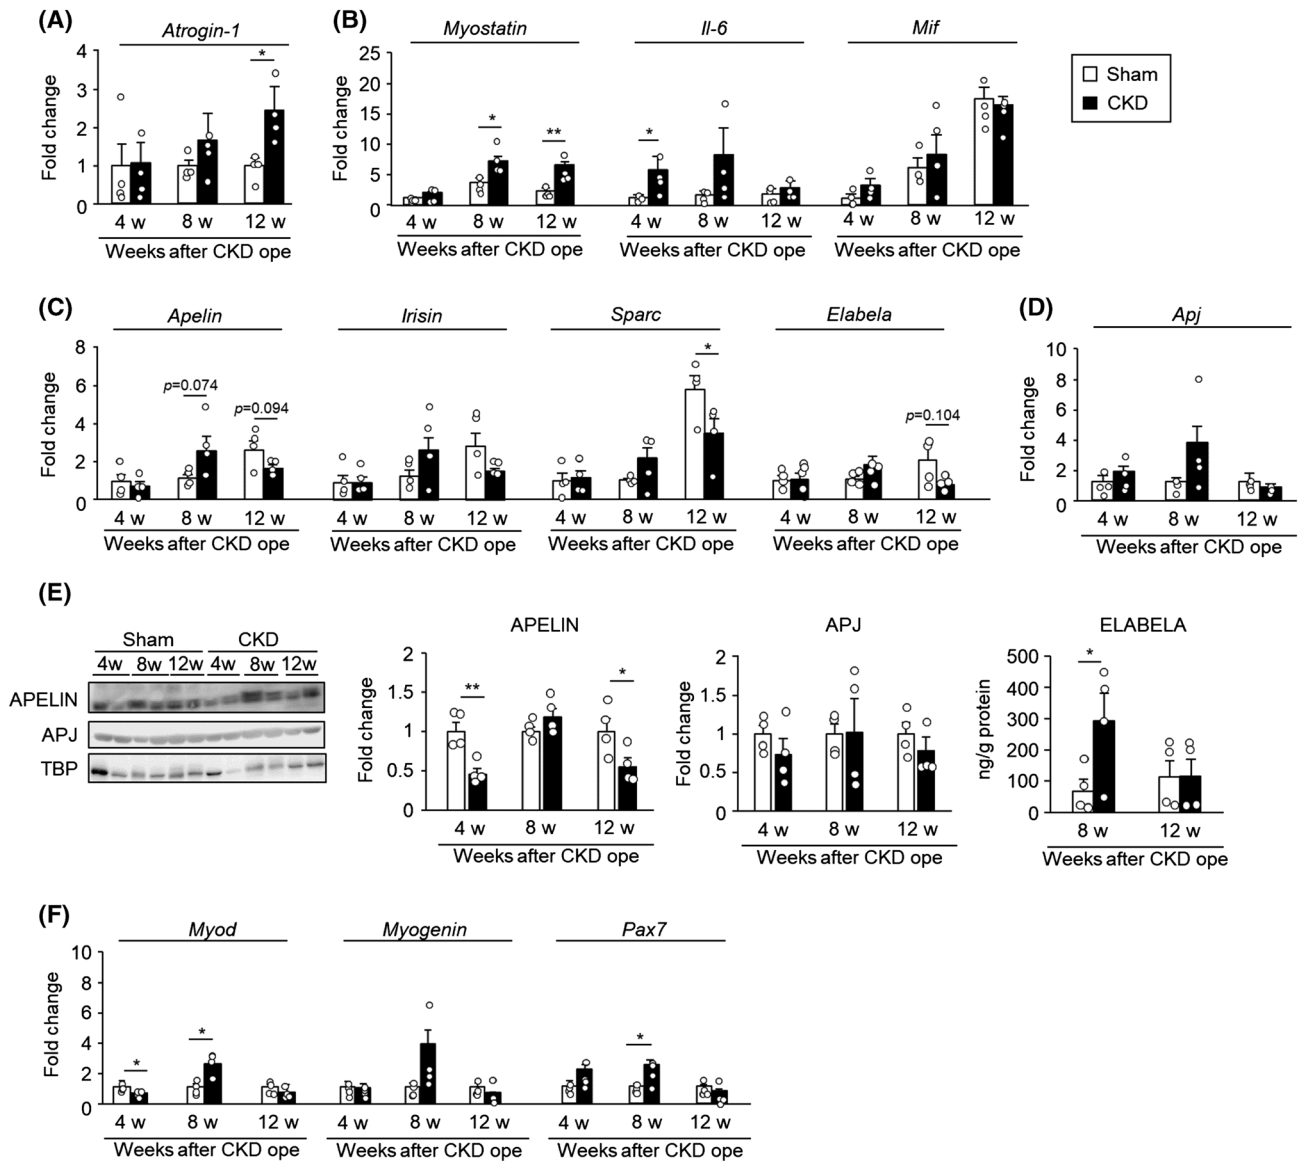 (A)
Atrogin-1
*
Fold change
4
3
2
1
0
4 w 8 w 12 w
Weeks after CKD ope
(B)
Myostatin Il-6 Mif
Fold change
25
20
15
10
5
0
* ** *
4 w 8 w 12 w 4 w 8 w 12 w 4 w 8 w 12 w
Weeks after CKD ope Weeks after CKD ope Weeks after CKD ope
Sham
CKD
(C)
Apelin Irisin Sparc Elabela
Fold change
8
6
4
2
0
p=0.074 p=0.094 * p=0.104
4 w 8 w 12 w 4 w 8 w 12 w 4 w 8 w 12 w 4 w 8 w 12 w
Weeks after CKD ope Weeks after CKD ope Weeks after CKD ope Weeks after CKD ope
(D)
Apj
Fold change
10
8
6
4
2
0
4 w 8 w 12 w
Weeks after CKD ope
(E)
Sham CKD
4w 8w 12w 4w 8w 12w
APELIN
APJ
TBP
APELIN
Fold change
2
1.5
1
0.5
0
** *
4 w 8 w 12 w
Weeks after CKD ope
APJ
Fold change
2
1.5
1
0.5
0
4 w 8 w 12 w
Weeks after CKD ope
ELABELA
ng/g protein
500
400
300
200
100
0
*
8 w 12 w
Weeks after CKD ope
(F)
Myod Myogenin Pax7
Fold change
10
8
6
4
2
0
* * *
4 w 8 w 12 w 4 w 8 w 12 w 4 w 8 w 12 w
Weeks after CKD ope Weeks after CKD ope Weeks after CKD ope